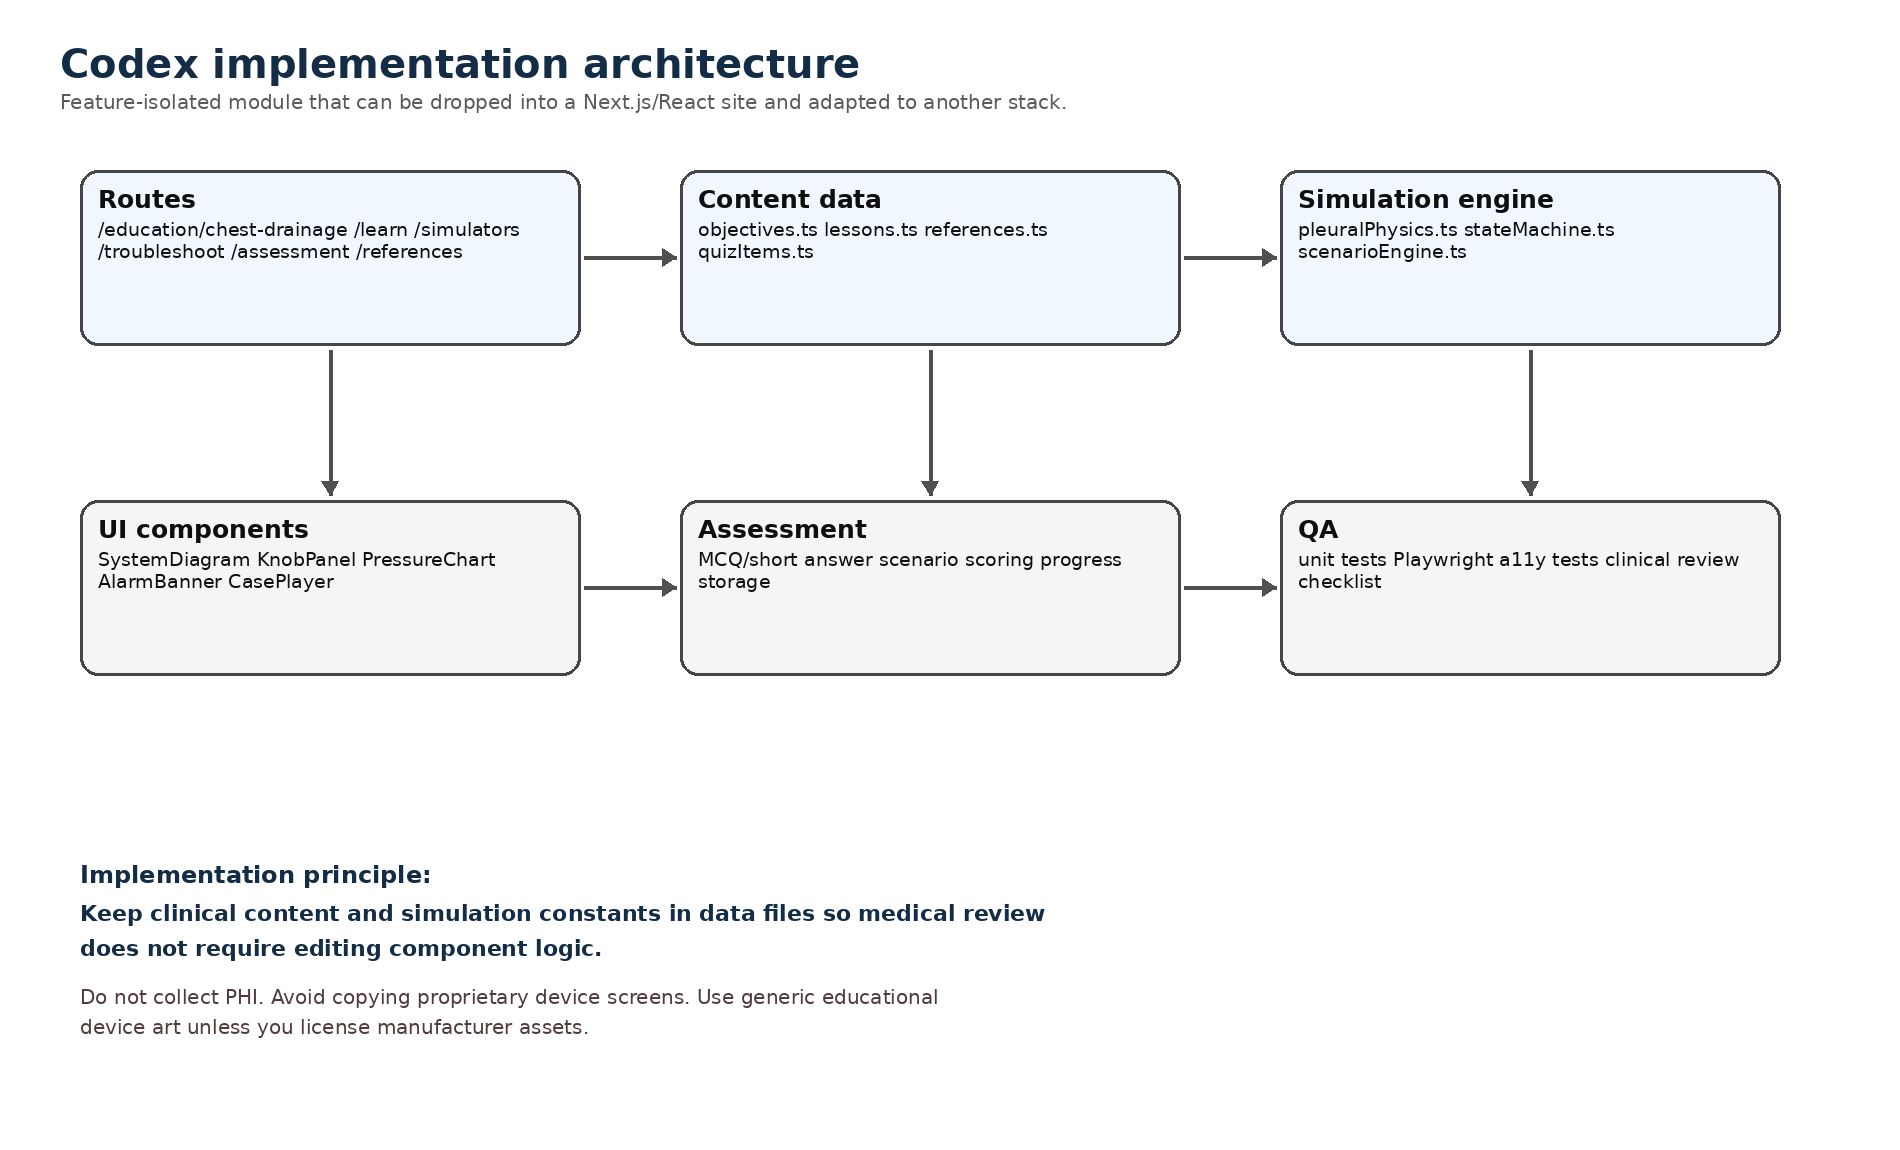 Codex implementation architecture
Feature-isolated module that can be dropped into a Next.js/React site and adapted to another stack.
Routes
/education/chest-drainage /learn /simulators
/troubleshoot /assessment /references
Content data
objectives.ts lessons.ts references.ts
quizItems.ts
Simulation engine
pleuralPhysics.ts stateMachine.ts
scenarioEngine.ts
UI components
SystemDiagram KnobPanel PressureChart
AlarmBanner CasePlayer
Assessment
MCQ/short answer scenario scoring progress
storage
QA
unit tests Playwright a11y tests clinical review
checklist
Implementation principle:
Keep clinical content and simulation constants in data files so medical review
does not require editing component logic.
Do not collect PHI. Avoid copying proprietary device screens. Use generic educational
device art unless you license manufacturer assets.